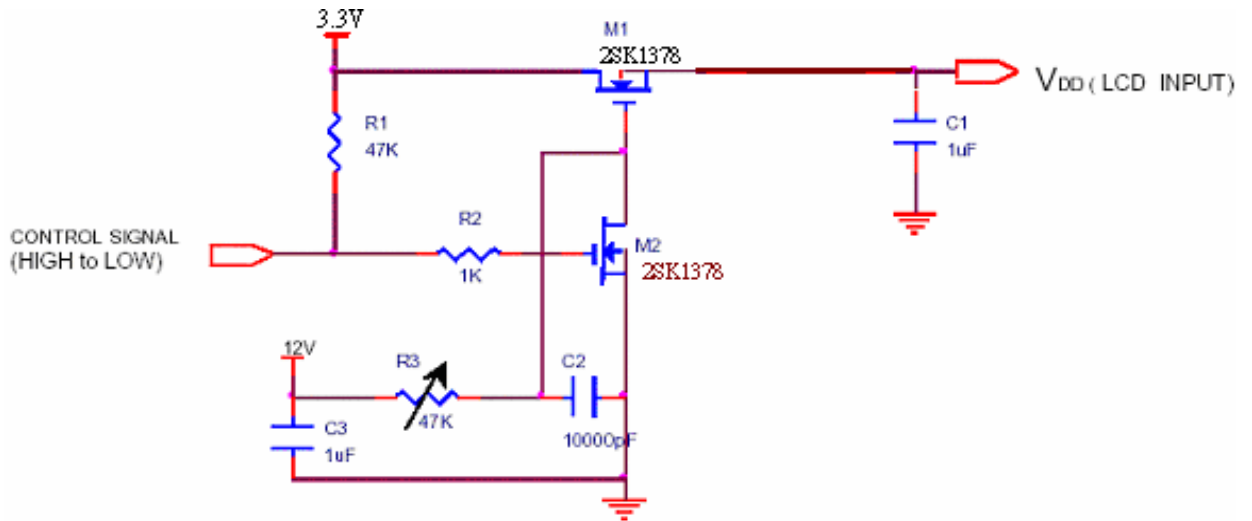 3.3V
M1
2SK1378
VDD ( LCD INPUT)
R1
47K
C1
1uF
CONTROL SIGNAL
(HIGH to LOW)
R2
1K
M2
2SK1378
12V
R3
47K
C2
10000pF
C3
1uF